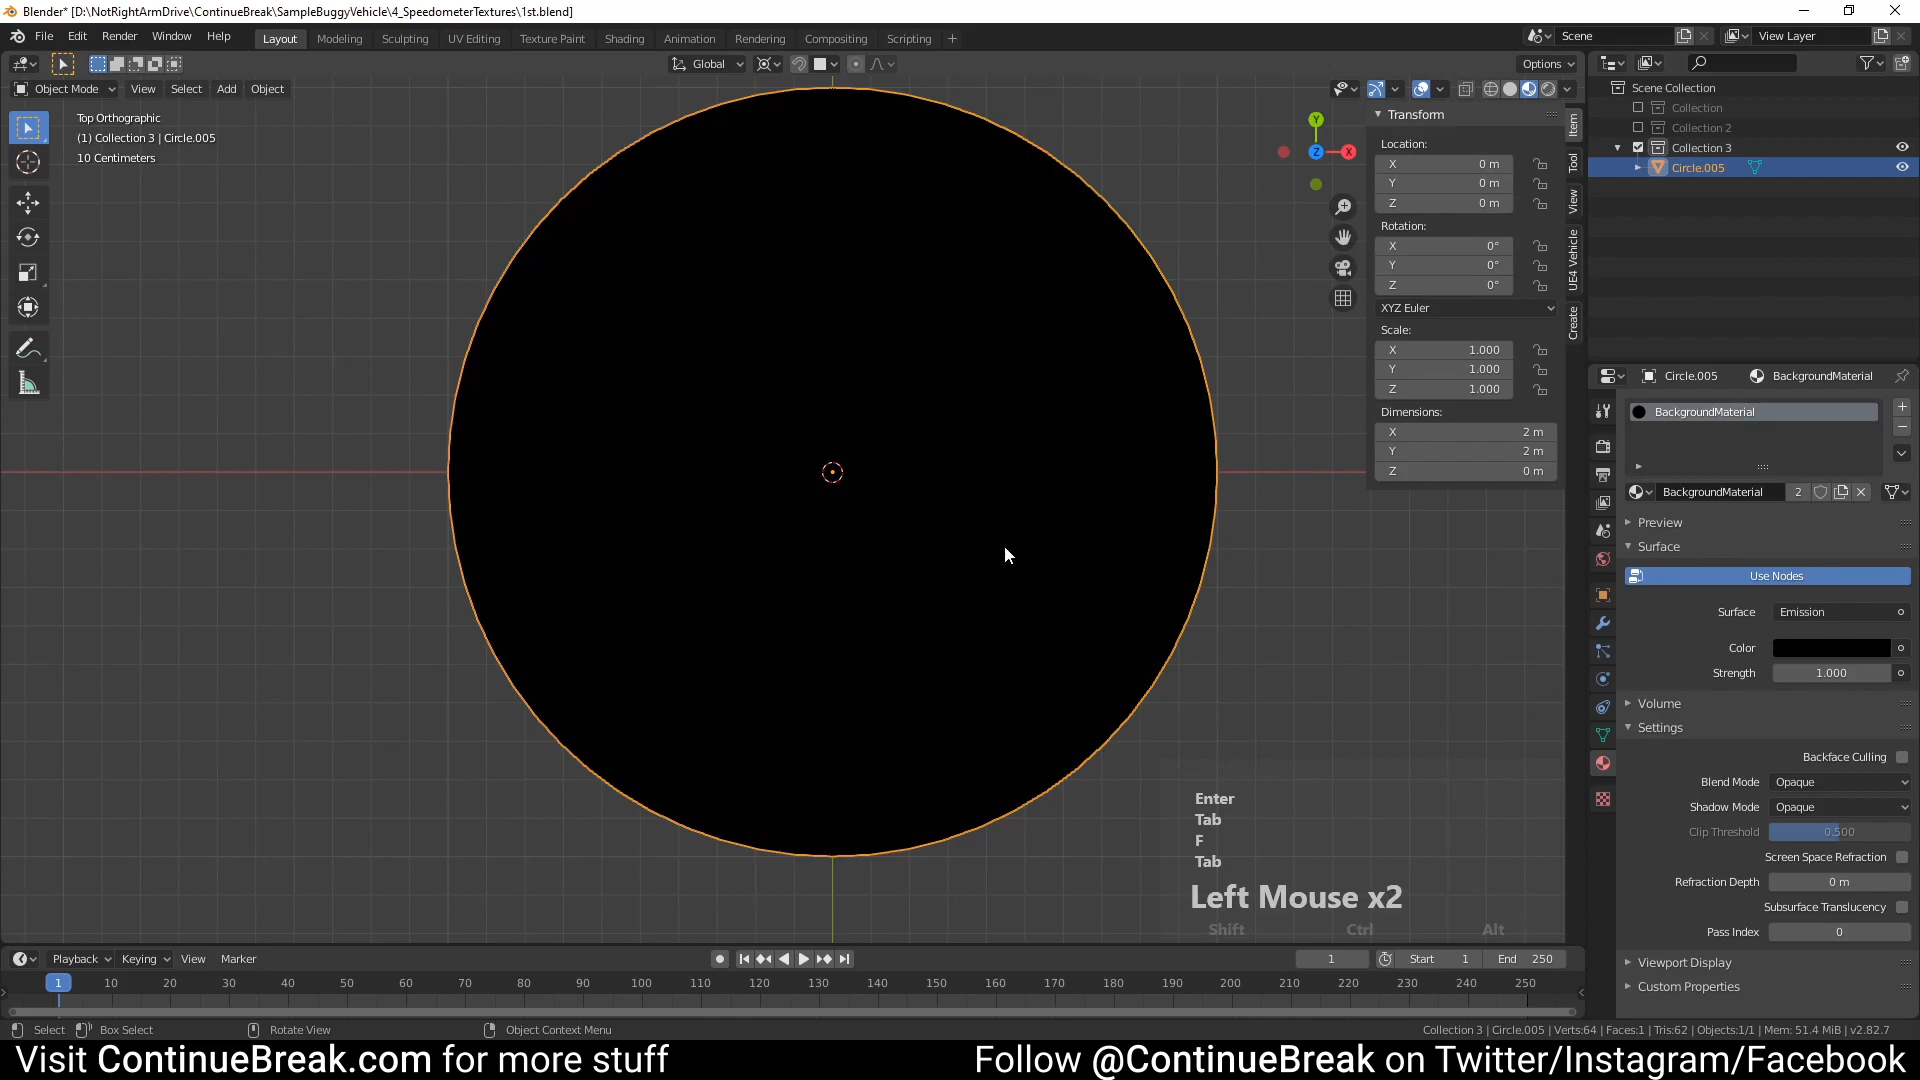 Blender* [D:\NotRightArmDrive\ContinueBreak\SampleBuggyVehicle\4_SpeedometerTextures\1st.blend]
File Edit Render Window Help Layout Modeling Sculpting UV Editing Texture Paint Shading Animation Rendering Compositing Scripting + Scene View Layer
Global Options
Object Mode View Select Add Object
Top Orthographic
(1) Collection 3 | Circle.005
10 Centimeters
Y
Z
X
Transform
Location:
X 0 m
Y 0 m
Z 0 m
Rotation:
X 0°
Y 0°
Z 0°
XYZ Euler
Scale:
X 1.000
Y 1.000
Z 1.000
Dimensions:
X 2 m
Y 2 m
Z 0 m
Item
Tool
View
UE4 Vehicle
Create
Scene Collection
Collection
Collection 2
Collection 3
Circle.005
Circle.005 BackgroundMaterial
BackgroundMaterial
BackgroundMaterial 2
Preview
Surface
Use Nodes
Surface Emission
Color
Strength 1.000
Volume
Settings
Backface Culling
Blend Mode Opaque
Shadow Mode Opaque
Clip Threshold 0.500
Screen Space Refraction
Refraction Depth 0 m
Subsurface Translucency
Pass Index 0
Viewport Display
Custom Properties
Enter
Tab
F
Tab
Left Mouse x2
Shift Ctrl Alt
Playback Keying View Marker 1 Start 1 End 250
1 10 20 30 40 50 60 70 80 90 100 110 120 130 140 150 160 170 180 190 200 210 220 230 240 250
Select Box Select Rotate View Object Context Menu Collection 3 | Circle.005 | Verts:64 | Faces:1 | Tris:62 | Objects:1/1 | Mem: 51.4 MiB | v2.82.7
Visit ContinueBreak.com for more stuff Follow @ContinueBreak on Twitter/Instagram/Facebook